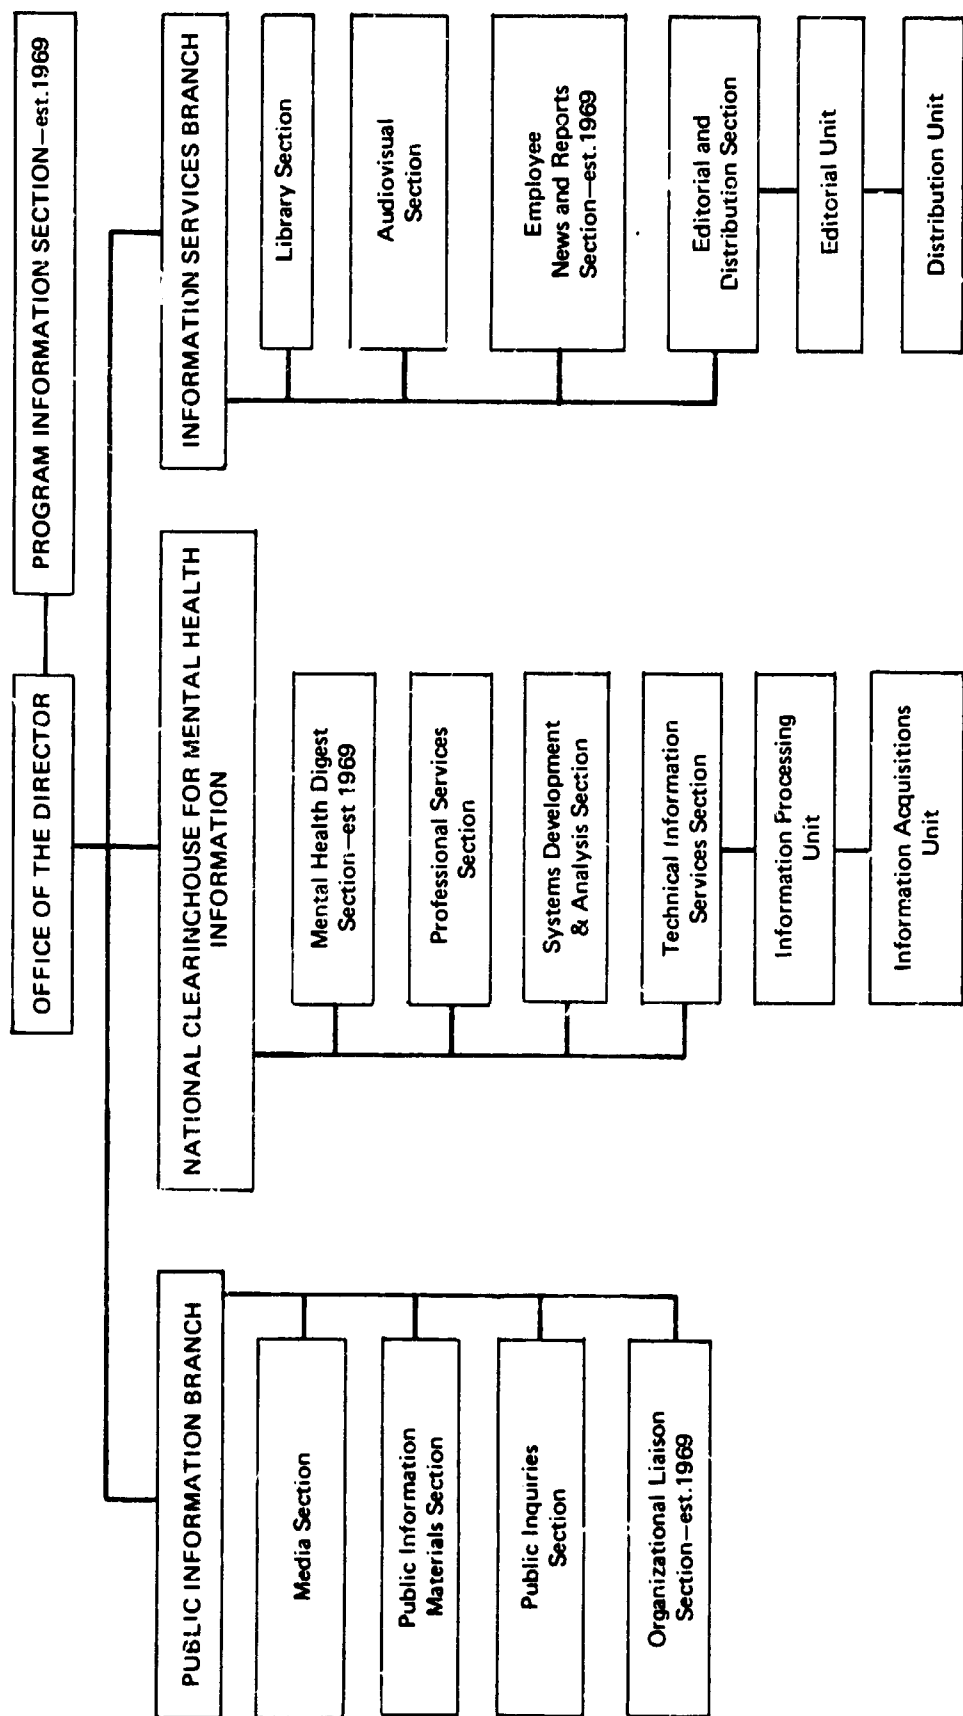 OFFICE OF THE DIRECTOR
PROGRAM INFORMATION SECTION—est.1969
PUBLIC INFORMATION BRANCH
Media Section
Public Information
Materials Section
Public Inquiries
Section
Organizational Liaison
Section—est.1969
NATIONAL CLEARINGHOUSE FOR MENTAL HEALTH
INFORMATION
Mental Health Digest
Section—est 1969
Professional Services
Section
Systems Development
& Analysis Section
Technical Information
Services Section
Information Processing
Unit
Information Acquisitions
Unit
INFORMATION SERVICES BRANCH
Library Section
Audiovisual
Section
Employee
News and Reports
Section—est.1969
Editorial and
Distribution Section
Editorial Unit
Distribution Unit